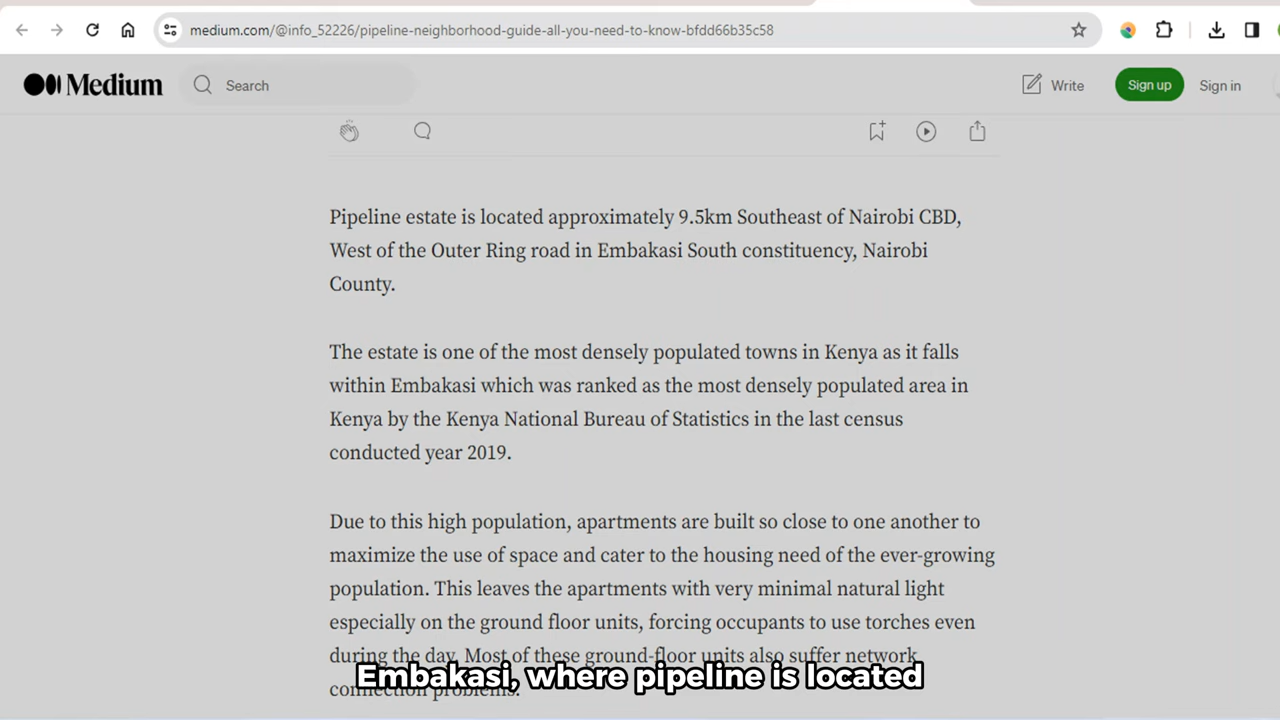 medium.com/@info_52226/pipeline-neighborhood-guide-all-you-need-to-know-bfdd66b35c58
Medium
Search
Write
Sign up
Sign in
Pipeline estate is located approximately 9.5km Southeast of Nairobi CBD,
West of the Outer Ring road in Embakasi South constituency, Nairobi
County.
The estate is one of the most densely populated towns in Kenya as it falls
within Embakasi which was ranked as the most densely populated area in
Kenya by the Kenya National Bureau of Statistics in the last census
conducted year 2019.
Due to this high population, apartments are built so close to one another to
maximize the use of space and cater to the housing need of the ever-growing
population. This leaves the apartments with very minimal natural light
especially on the ground floor units, forcing occupants to use torches even
during the day. Most of these ground-floor units also suffer network
connection problems.
Embakasi, where pipeline is located